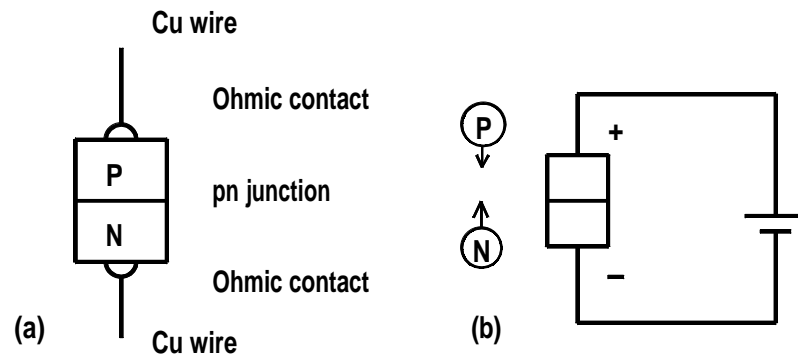 Cu wire
Ohmic contact
P
pn junction
N
Ohmic contact
(a)
Cu wire
P
+
N
−
(b)